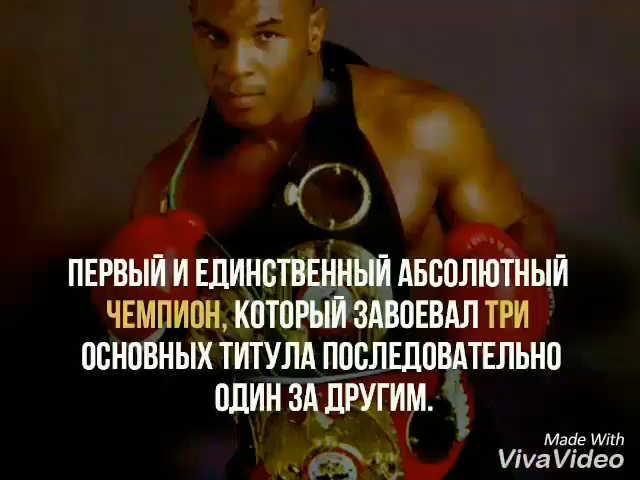 ПЕРВЫЙ И ЕДИНСТВЕННЫЙ АБСОЛЮТНЫЙ
ЧЕМПИОН, КОТОРЫЙ ЗАВОЕВАЛ ТРИ
ОСНОВНЫХ ТИТУЛА ПОСЛЕДОВАТЕЛЬНО
ОДИН ЗА ДРУГИМ.
Made With
VivaVideo